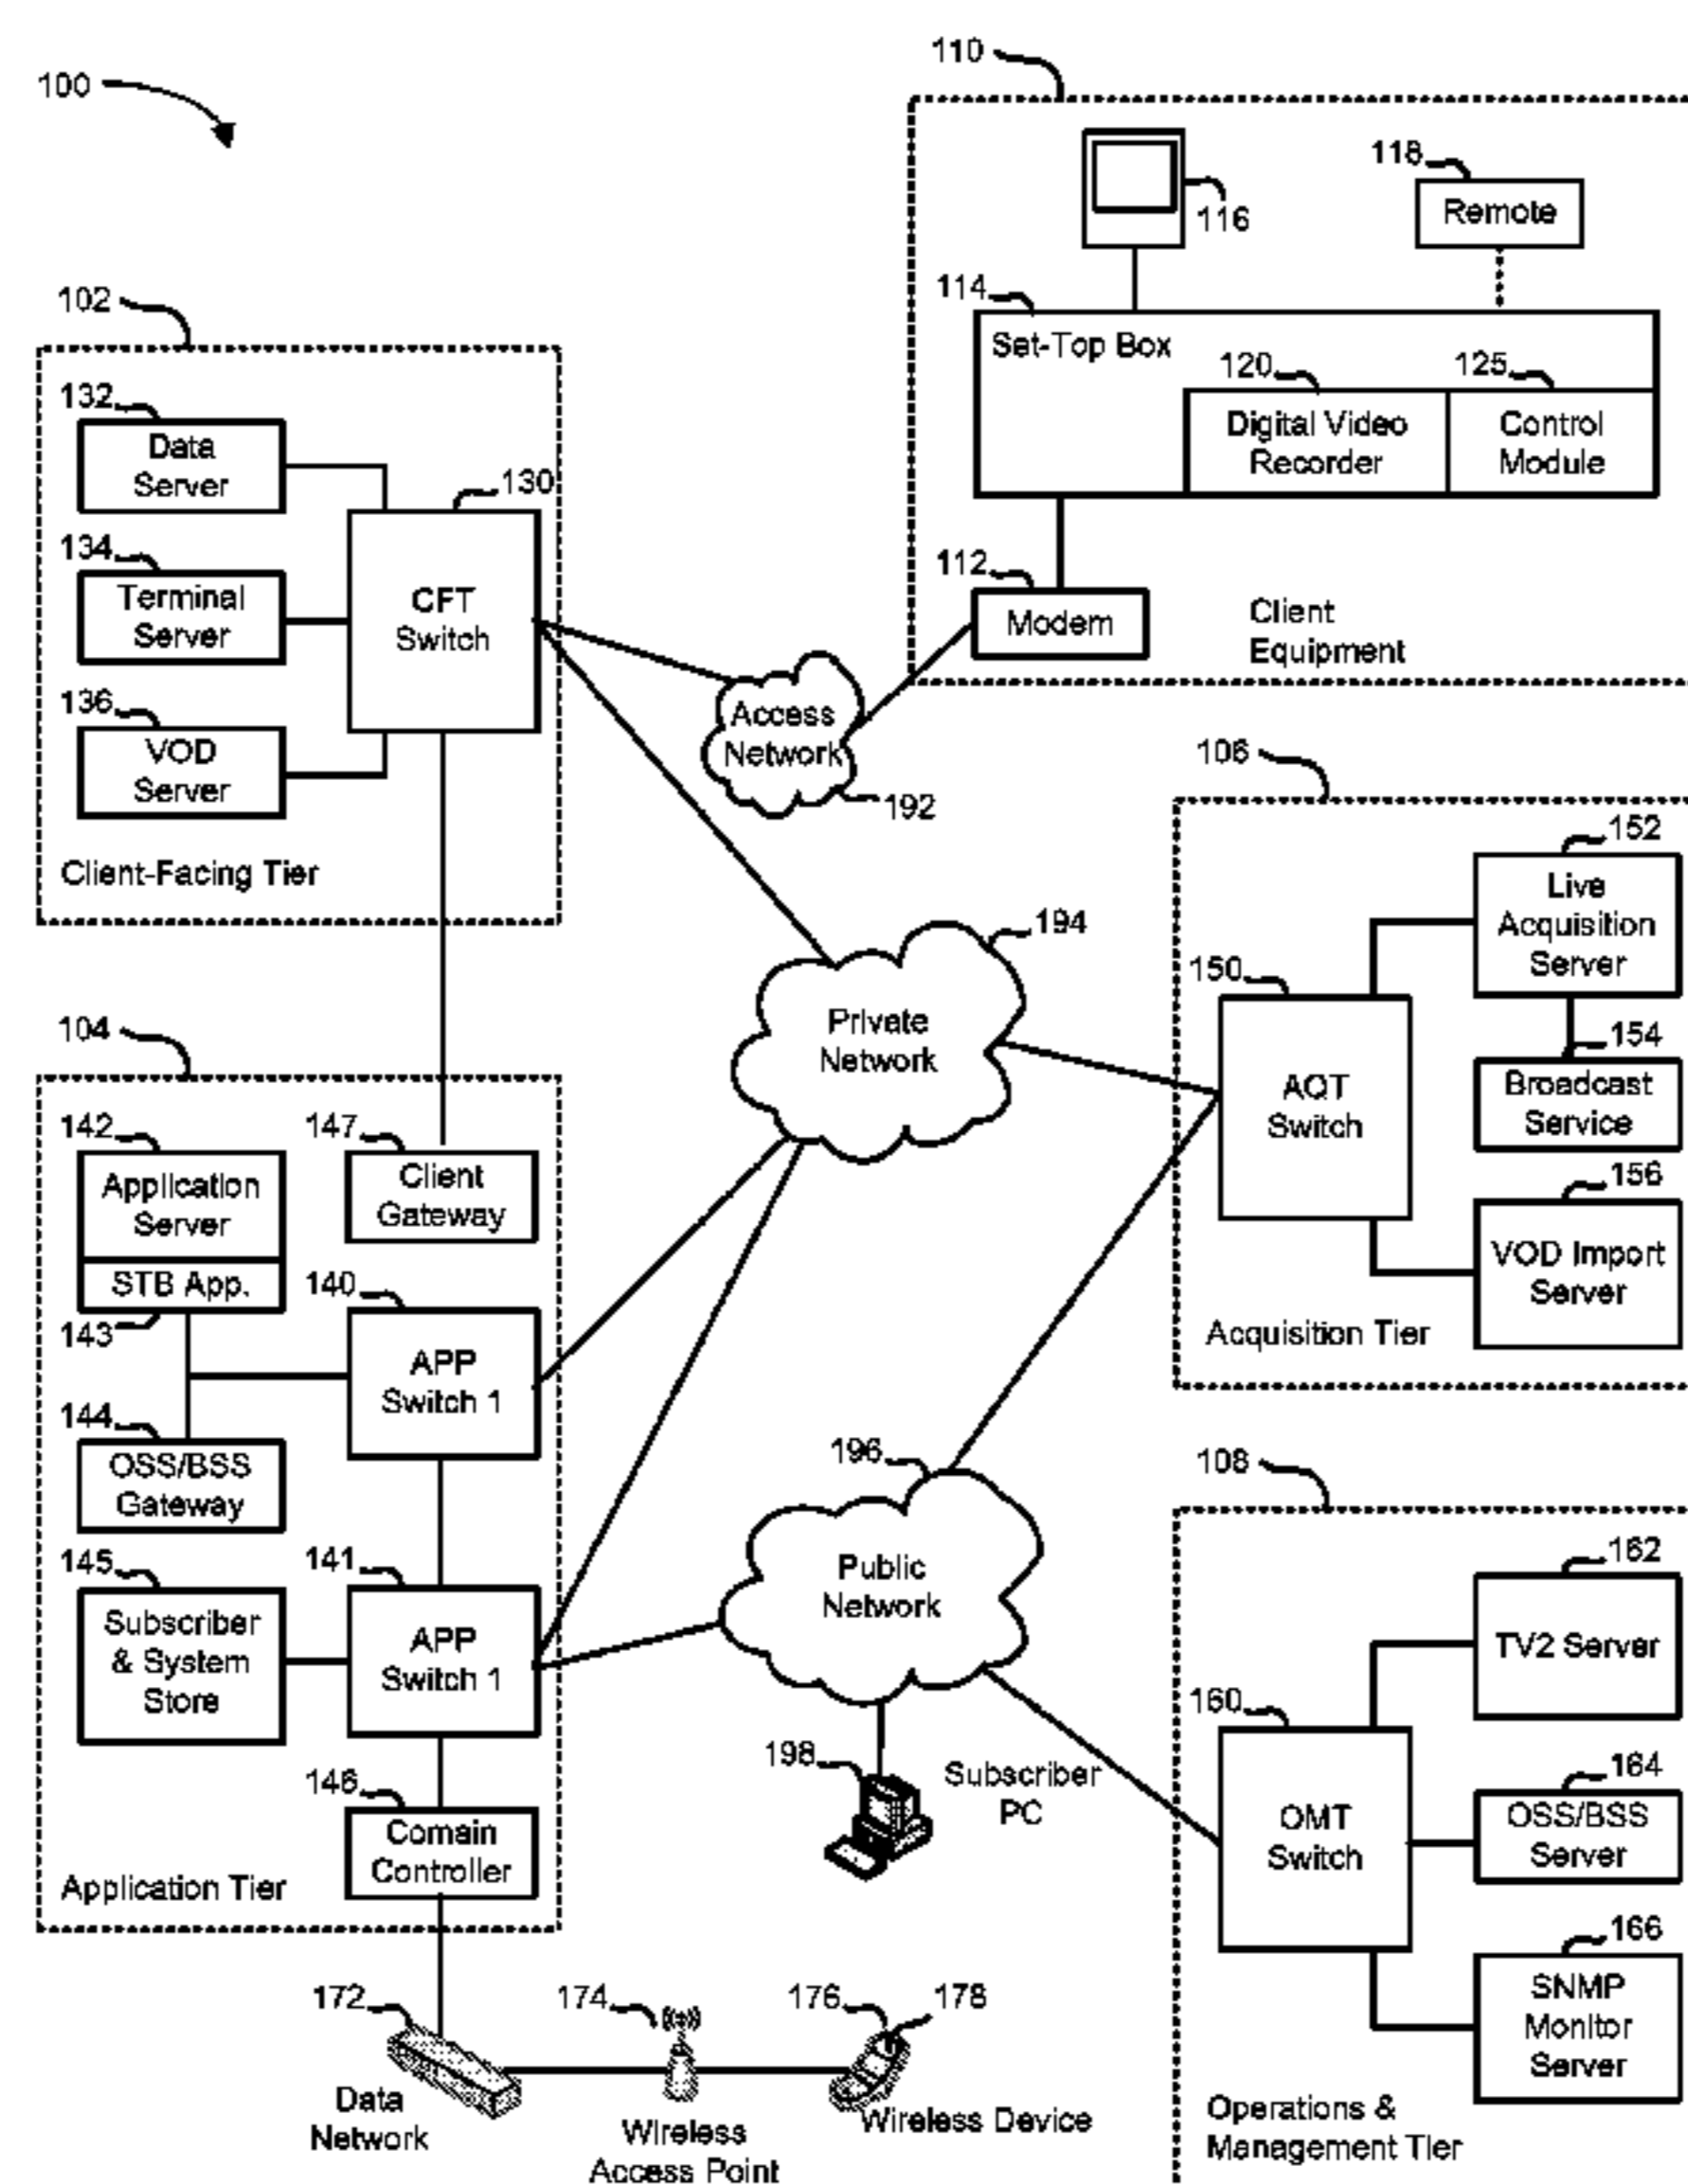 100
110
116
118
Remote
114
Set-Top Box
120
Digital Video
Recorder
125
Control
Module
112
Modem
Client
Equipment
102
132
Data
Server
130
134
Terminal
Server
CFT
Switch
136
VOD
Server
Client-Facing Tier
Access
Network
192
106
152
Live
Acquisition
Server
194
Private
Network
150
AQT
Switch
154
Broadcast
Service
156
VOD Import
Server
Acquisition Tier
104
142
Application
Server
STB App.
143
147
Client
Gateway
140
APP
Switch 1
144
OSS/BSS
Gateway
145
Subscriber
& System
Store
141
APP
Switch 1
146
Comain
Controller
Application Tier
196
Public
Network
198
Subscriber
PC
108
162
TV2 Server
160
OMT
Switch
164
OSS/BSS
Server
166
SNMP
Monitor
Server
Operations &
Management Tier
172
Data
Network
174
Wireless
Access Point
176
178
Wireless Device